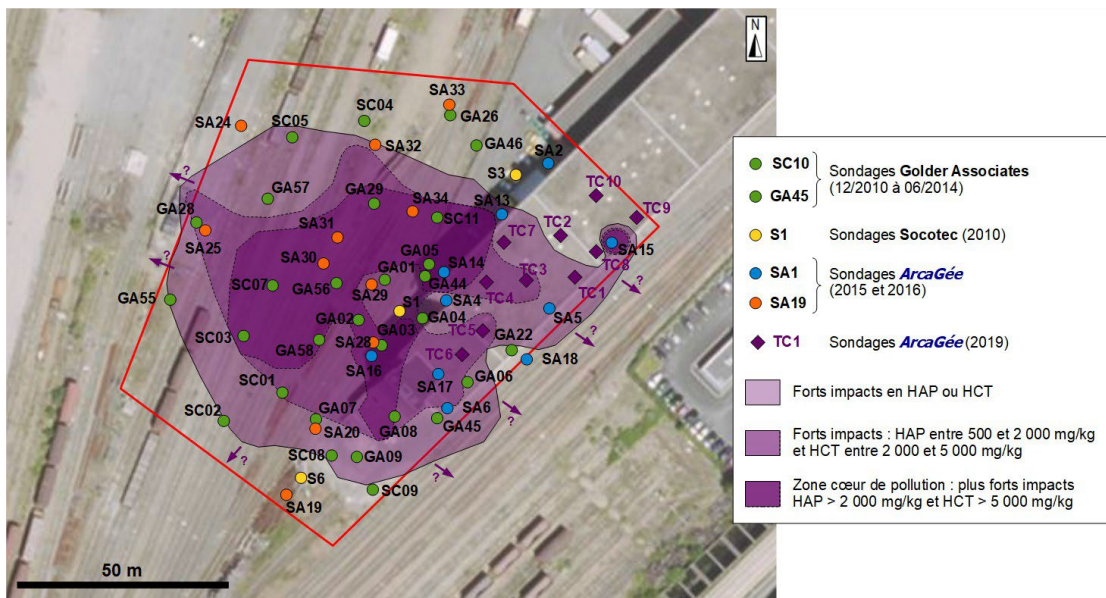 N
SA33
GA26
SC04
SA24
SC05
SA32
GA46
SA2
S3
TC10
GA57
GA29
SA34
SA13
TC9
GA28
SC11
TC2
SA25
SA31
TC7
SA15
GA05
SA14
TC8
SA30
GA01
GA44
TC3
SC07
GA56
SA29
TC4
TC1
GA55
S1
SA4
SA5
GA02
GA04
SC03
GA03
TC5
GA58
SA28
GA22
SA16
TC6
SA18
SA17
GA06
SC01
SC02
GA07
SA6
SA20
GA08
GA45
SC08
GA09
S6
SC09
SA19
?
?
?
?
?
?
?
50 m
SC10
GA45
Sondages Golder Associates
(12/2010 à 06/2014)
S1
Sondages Socotec (2010)
SA1
SA19
Sondages ArcaGée
(2015 et 2016)
TC1
Sondages ArcaGée (2019)
Forts impacts en HAP ou HCT
Forts impacts : HAP entre 500 et 2 000 mg/kg
et HCT entre 2 000 et 5 000 mg/kg
Zone cœur de pollution : plus forts impacts
HAP > 2 000 mg/kg et HCT > 5 000 mg/kg